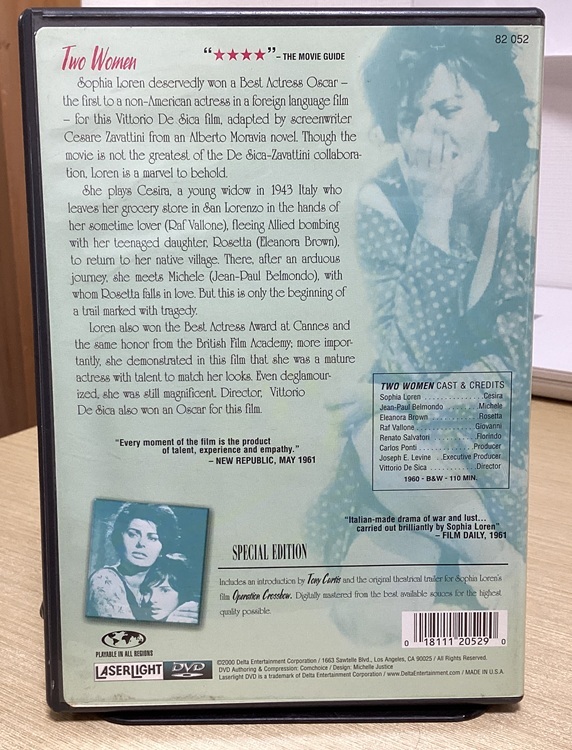 82 052
Two Women
“★★★★” – THE MOVIE GUIDE
Sophia Loren deservedly won a Best Actress Oscar –
the first to a non-American actress in a foreign language film
– for this Vittorio De Sica film, adapted by screenwriter
Cesare Zavattini from an Alberto Moravia novel. Though the
movie is not the greatest of the De Sica-Zavattini collabora-
tion, Loren is a marvel to behold.
She plays Cesira, a young widow in 1943 Italy who
leaves her grocery store in San Lorenzo in the hands of
her sometime lover (Raf Vallone), fleeing Allied bombing
with her teenaged daughter, Rosetta (Eleanora Brown),
to return to her native village. There, after an arduous
journey, she meets Michele (Jean-Paul Belmondo), with
whom Rosetta falls in love. But this is only the beginning of
a trail marked with tragedy.
Loren also won the Best Actress Award at Cannes and
the same honor from the British Film Academy; more impor-
tantly, she demonstrated in this film that she was a mature
actress with talent to match her looks. Even deglamour-
ized, she was still magnificent. Director, Vittorio
De Sica also won an Oscar for this film.
“Every moment of the film is the product
of talent, experience and empathy.”
– NEW REPUBLIC, MAY 1961
TWO WOMEN CAST & CREDITS
Sophia Loren . . . . . . . . . . . . Cesira
Jean-Paul Belmondo . . . . . . . Michele
Eleanora Brown . . . . . . . . . . Rosetta
Raf Vallone . . . . . . . . . . . . Giovanni
Renato Salvatori . . . . . . . . . Florindo
Carlos Ponti . . . . . . . . . . . Producer
Joseph E. Levine . . Executive Producer
Vittorio De Sica . . . . . . . . . Director
1960 - B&W - 110 MIN.
“Italian-made drama of war and lust...
carried out brilliantly by Sophia Loren”
– FILM DAILY, 1961
SPECIAL EDITION
Includes an introduction by Tony Curtis and the original theatrical trailer for Sophia Loren's
film Operation Crossbow. Digitally mastered from the best available souces for the highest
quality possible.
0 18111 20529 0
PLAYABLE IN ALL REGIONS
LASERLIGHT DVD
VIDEO
©2000 Delta Entertainment Corporation / 1663 Sawtelle Blvd., Los Angeles, CA 90025 / All Rights Reserved.
DVD Authoring & Compression: Comchoice / Design: Michelle Justice
Laserlight DVD is a trademark of Delta Entertainment Corporation / www.DeltaEntertainment.com / MADE IN U.S.A.